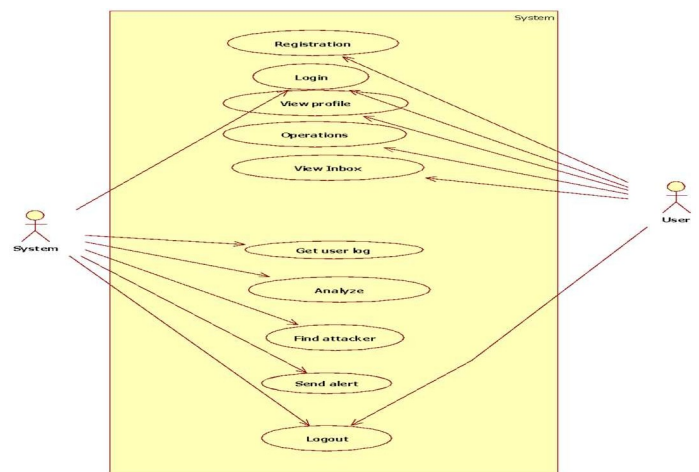 System
Registration
Login
View profile
Operations
View Inbox
System
User
Get user log
Analyze
Find attacker
Send alert
Logout